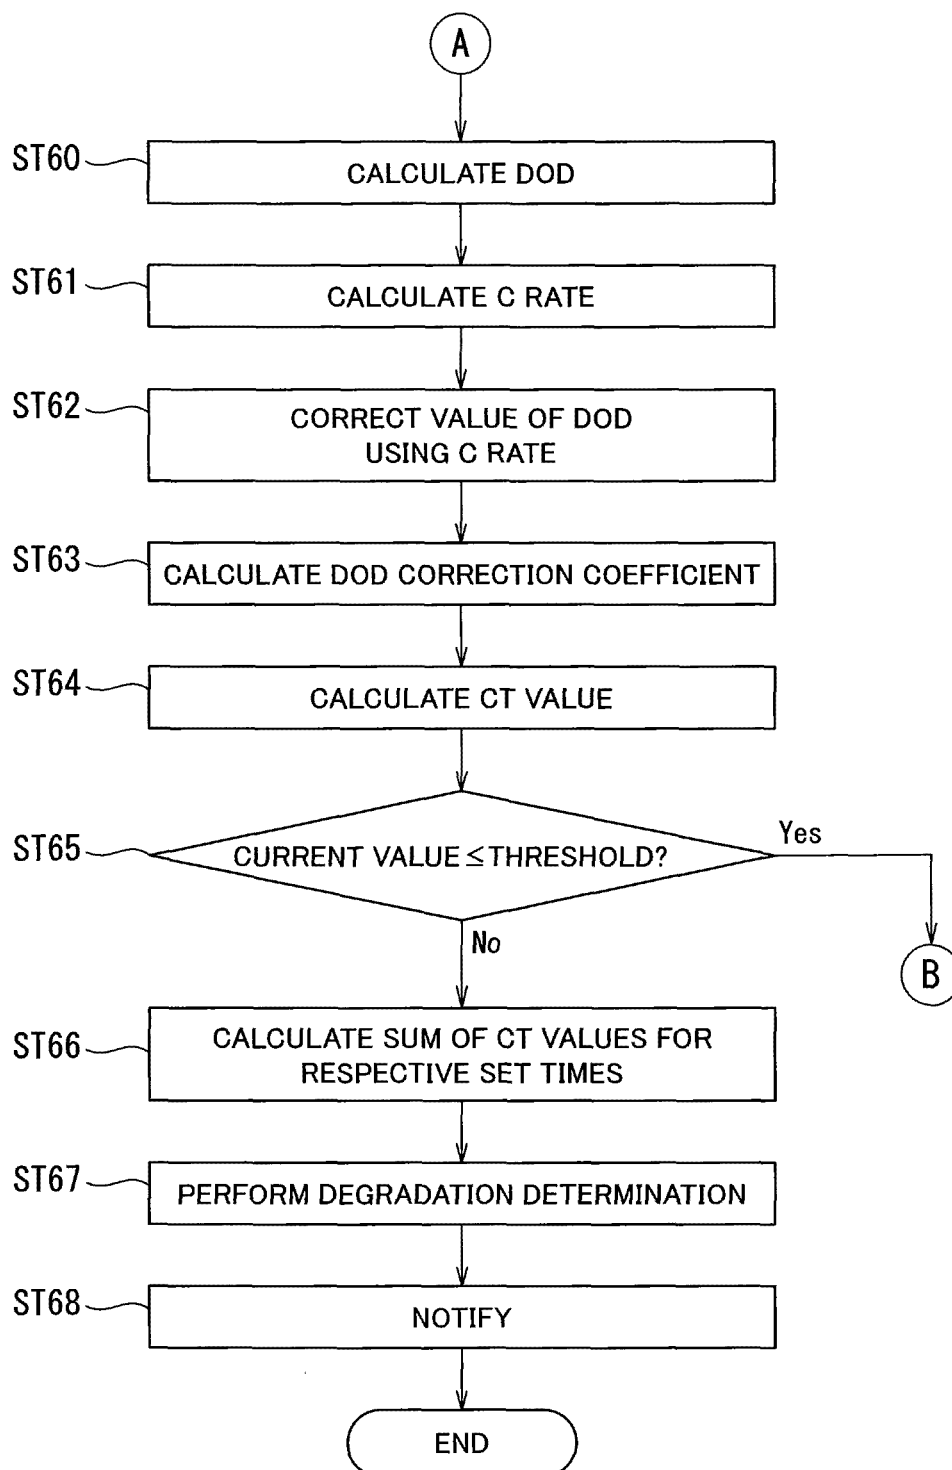 A
ST60
CALCULATE DOD
ST61
CALCULATE C RATE
ST62
CORRECT VALUE OF DOD
USING C RATE
ST63
CALCULATE DOD CORRECTION COEFFICIENT
ST64
CALCULATE CT VALUE
ST65
CURRENT VALUE≤THRESHOLD?
Yes
No
B
ST66
CALCULATE SUM OF CT VALUES FOR
RESPECTIVE SET TIMES
ST67
PERFORM DEGRADATION DETERMINATION
ST68
NOTIFY
END